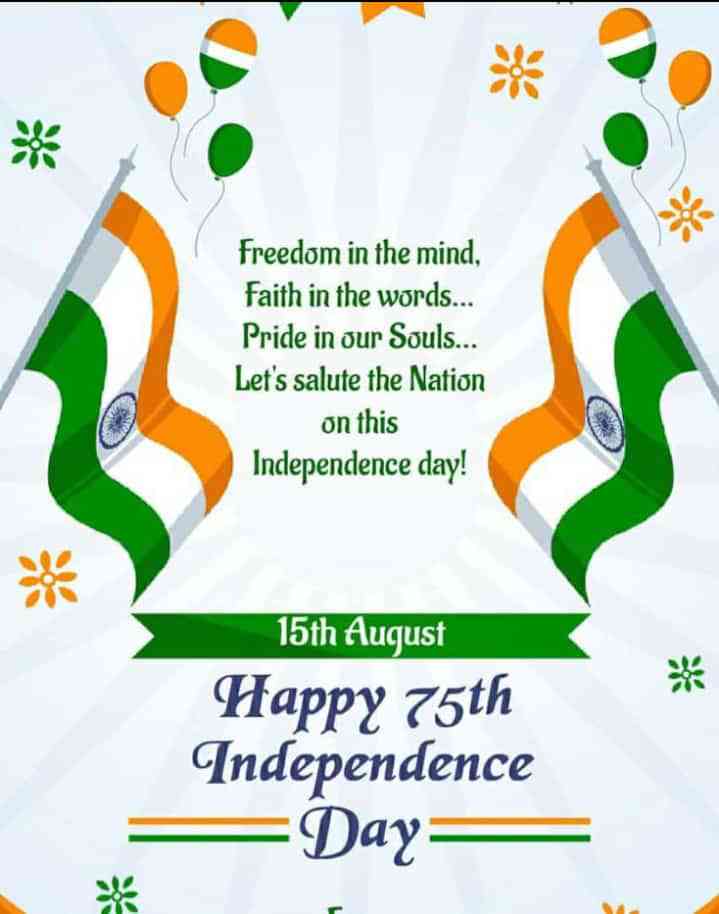 Freedom in the mind,
Faith in the words...
Pride in our Souls...
Let's salute the Nation
on this
Independence day!
15th August
Happy 75th
Independence
Day